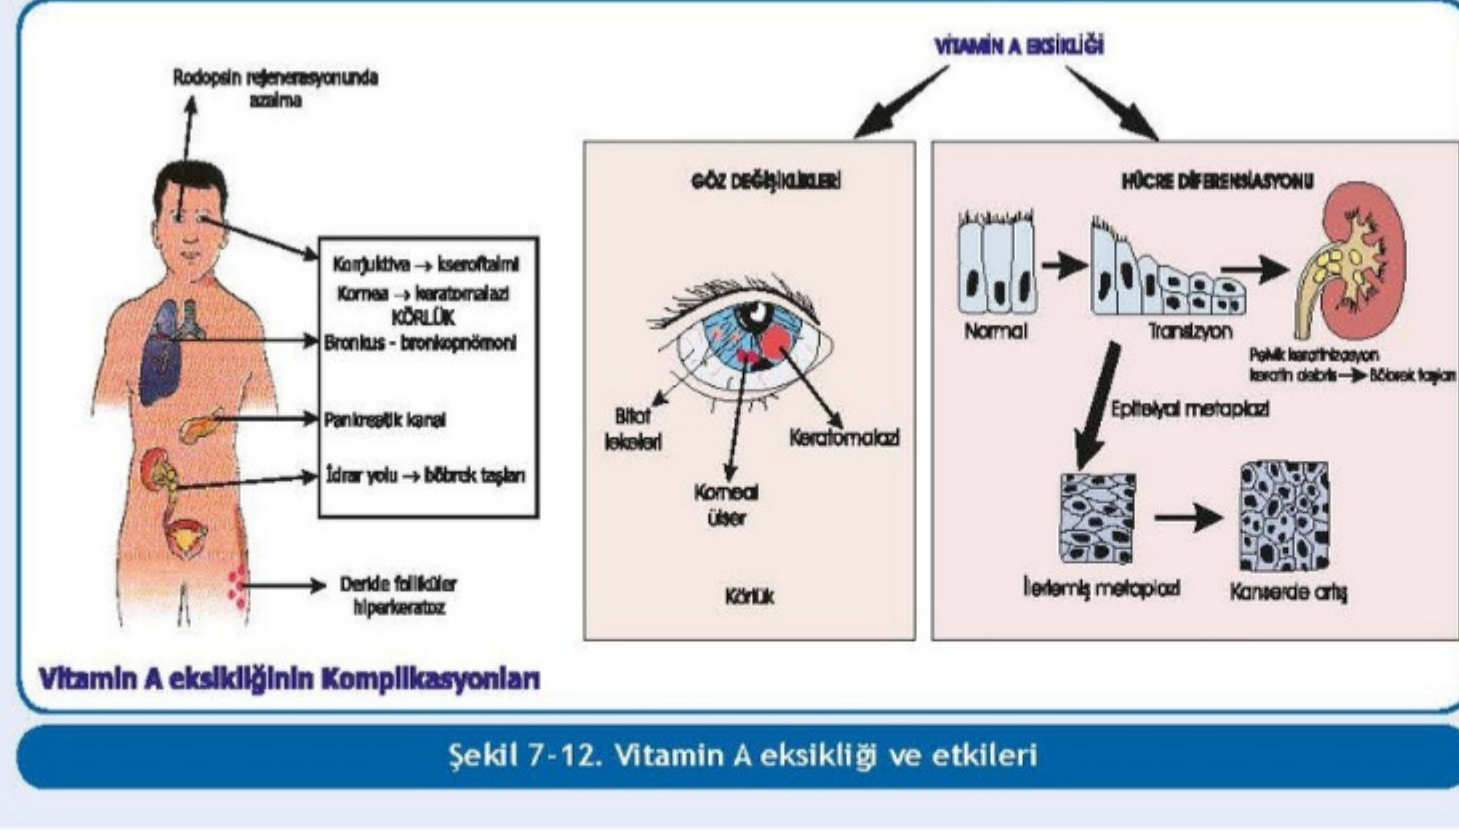 Rodopsin rejenerasyonunda
azalma
Konjuktiva → kseroftalmi
Kornea → keratomalazi
KÖRLÜK
Bronkus - bronkopnömoni
Pankreatik kanal
İdrar yolu → böbrek taşları
Deride folliküler
hiperkeratoz
Vitamin A eksikliğinin Komplikasyonları
VİTAMİN A EKSİKLİĞİ
GÖZ DEĞİŞİKLİKLERİ
Bitot
lekeleri
Korneal
ülser
Keratomalazi
Körlük
HÜCRE DİFERENSİASYONU
Normal
Transizyon
Pelvik keratinizasyon
keratin debris → Böbrek taşları
Epitelyal metaplazi
İlerlemiş metaplazi
Kanserde artış
Şekil 7-12. Vitamin A eksikliği ve etkileri